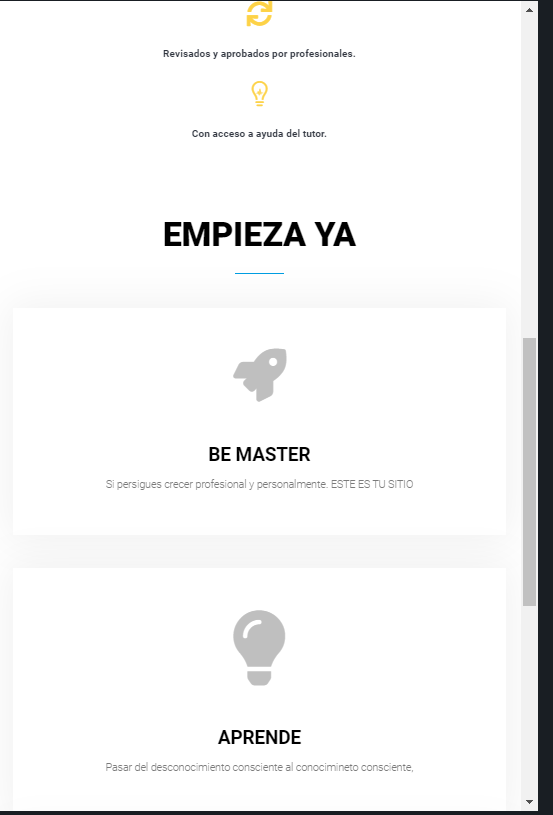 Revisados y aprobados por profesionales.
Con acceso a ayuda del tutor.
EMPIEZA YA
BE MASTER
Si persigues crecer profesional y personalmente. ESTE ES TU SITIO
APRENDE
Pasar del desconocimiento consciente al conocimineto consciente,